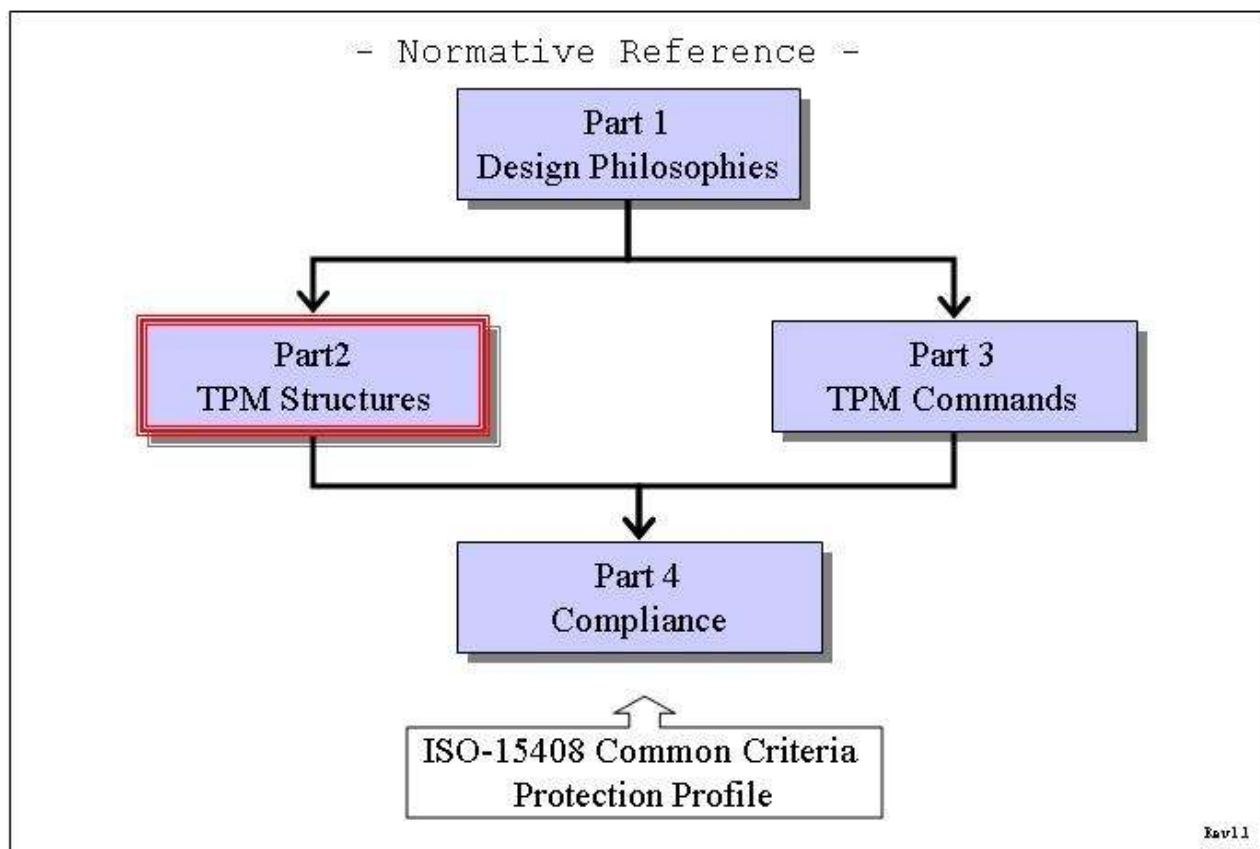 - Normative Reference -
Part 1
Design Philosophies
Part2
TPM Structures
Part 3
TPM Commands
Part 4
Compliance
ISO-15408 Common Criteria
Protection Profile
Rev11